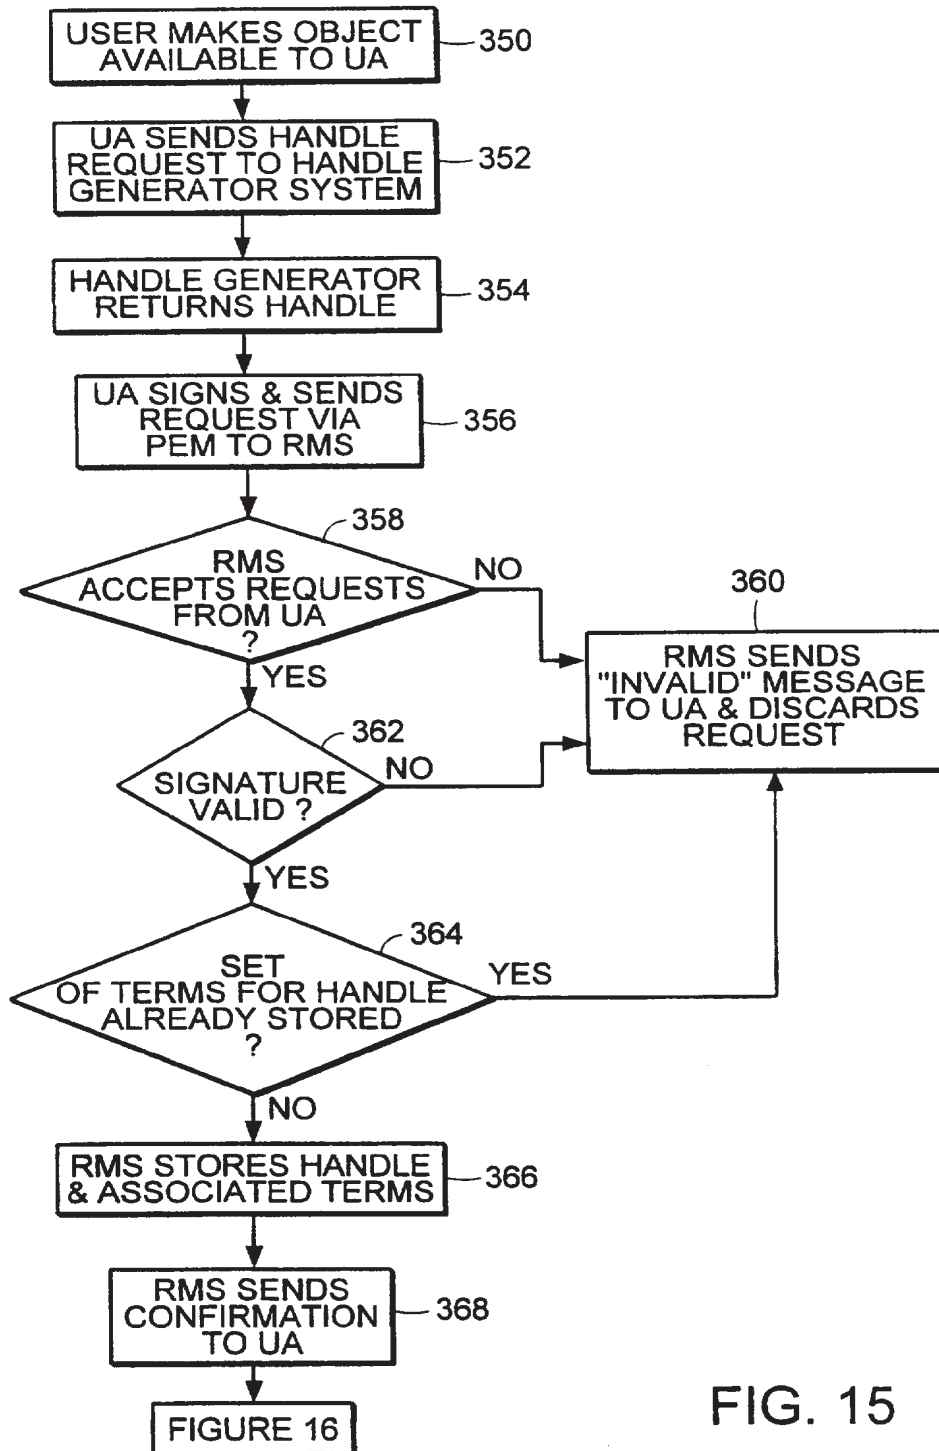 USER MAKES OBJECT
AVAILABLE TO UA
350
UA SENDS HANDLE
REQUEST TO HANDLE
GENERATOR SYSTEM
352
HANDLE GENERATOR
RETURNS HANDLE
354
UA SIGNS & SENDS
REQUEST VIA
PEM TO RMS
356
358
RMS
ACCEPTS REQUESTS
FROM UA
?
NO
YES
360
RMS SENDS
"INVALID" MESSAGE
TO UA & DISCARDS
REQUEST
362
SIGNATURE
VALID ?
NO
YES
364
SET
OF TERMS FOR HANDLE
ALREADY STORED
?
YES
NO
RMS STORES HANDLE
& ASSOCIATED TERMS
366
RMS SENDS
CONFIRMATION
TO UA
368
FIGURE 16
FIG. 15